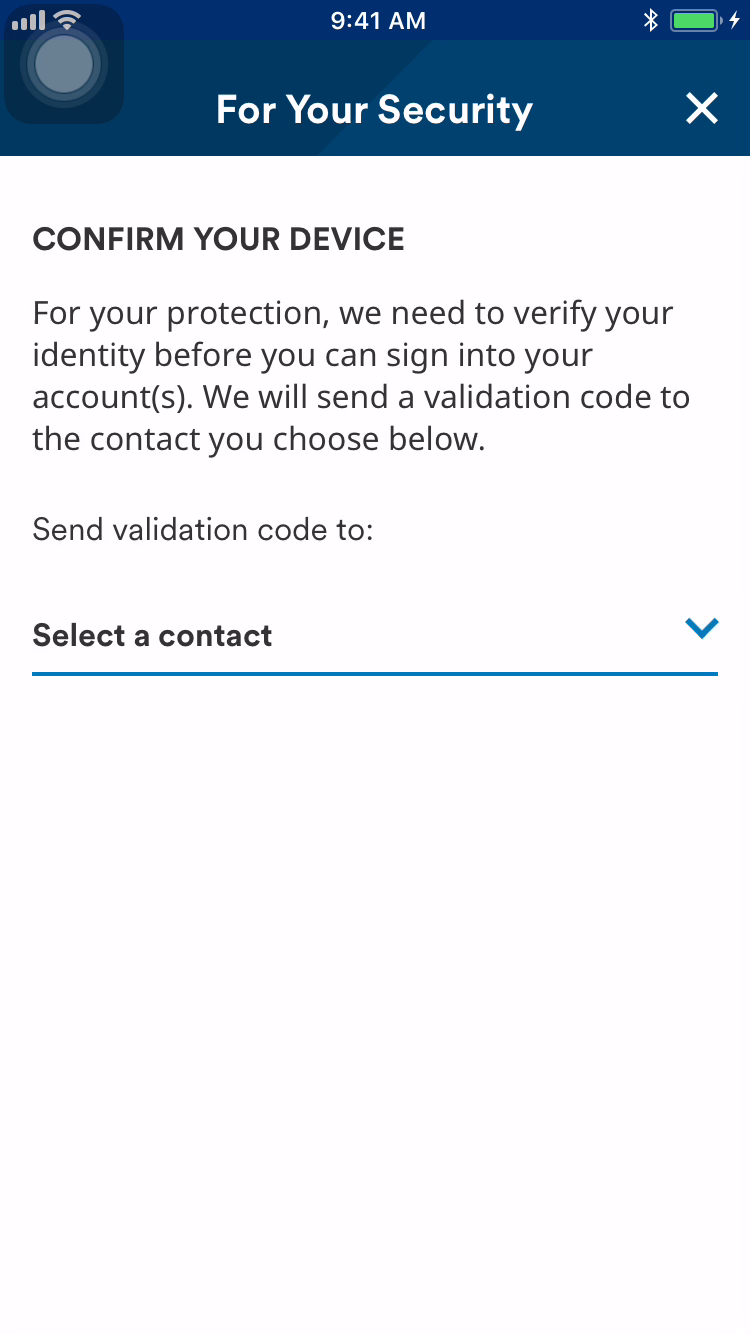 9:41 AM
For Your Security
CONFIRM YOUR DEVICE
For your protection, we need to verify your
identity before you can sign into your
account(s). We will send a validation code to
the contact you choose below.
Send validation code to:
Select a contact